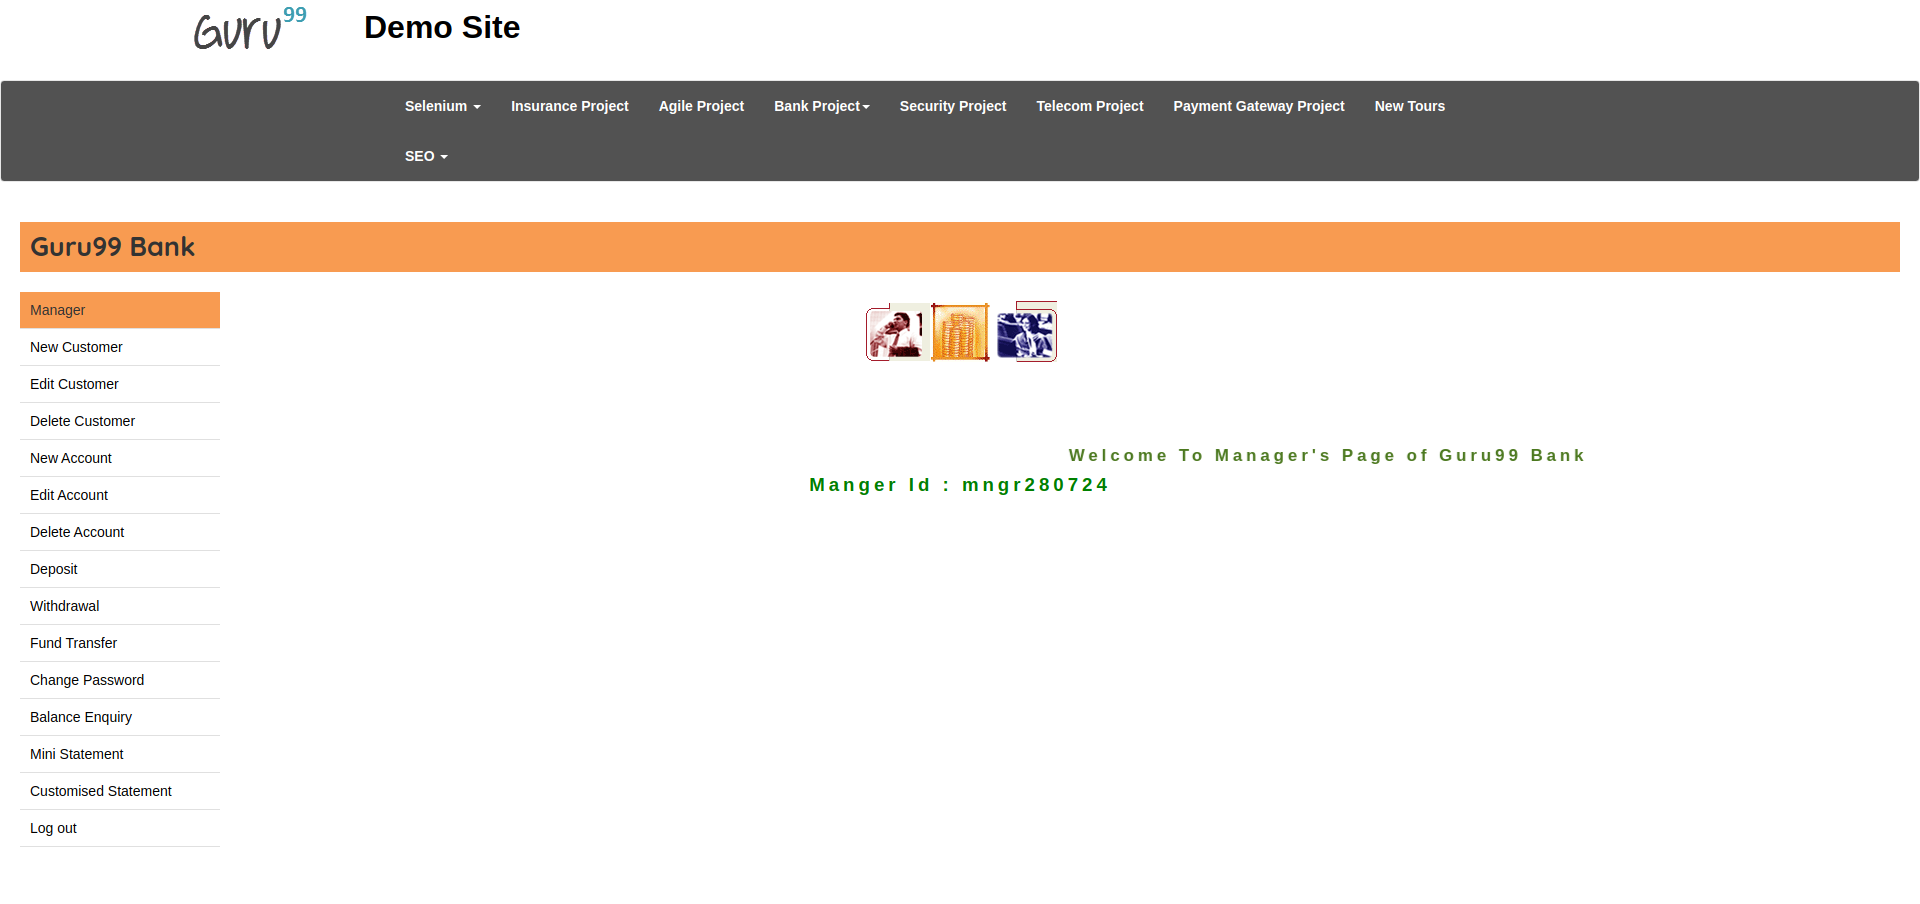 Guru99 Demo Site
Selenium Insurance Project Agile Project Bank Project Security Project Telecom Project Payment Gateway Project New Tours
SEO
Guru99 Bank
Manager
New Customer
Edit Customer
Delete Customer
New Account
Edit Account
Delete Account
Deposit
Withdrawal
Fund Transfer
Change Password
Balance Enquiry
Mini Statement
Customised Statement
Log out
Welcome To Manager's Page of Guru99 Bank
Manger Id : mngr280724